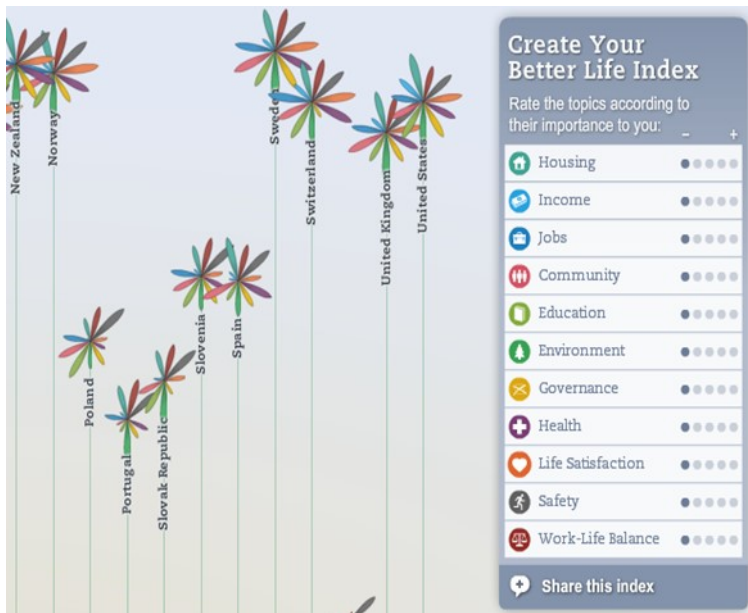 New Zealand
Norway
Poland
Portugal
Slovak Republic
Slovenia
Spain
Sweden
Switzerland
United Kingdom
United States
Create Your
Better Life Index
Rate the topics according to
their importance to you:
– +
Housing
Income
Jobs
Community
Education
Environment
Governance
Health
Life Satisfaction
Safety
Work-Life Balance
Share this index